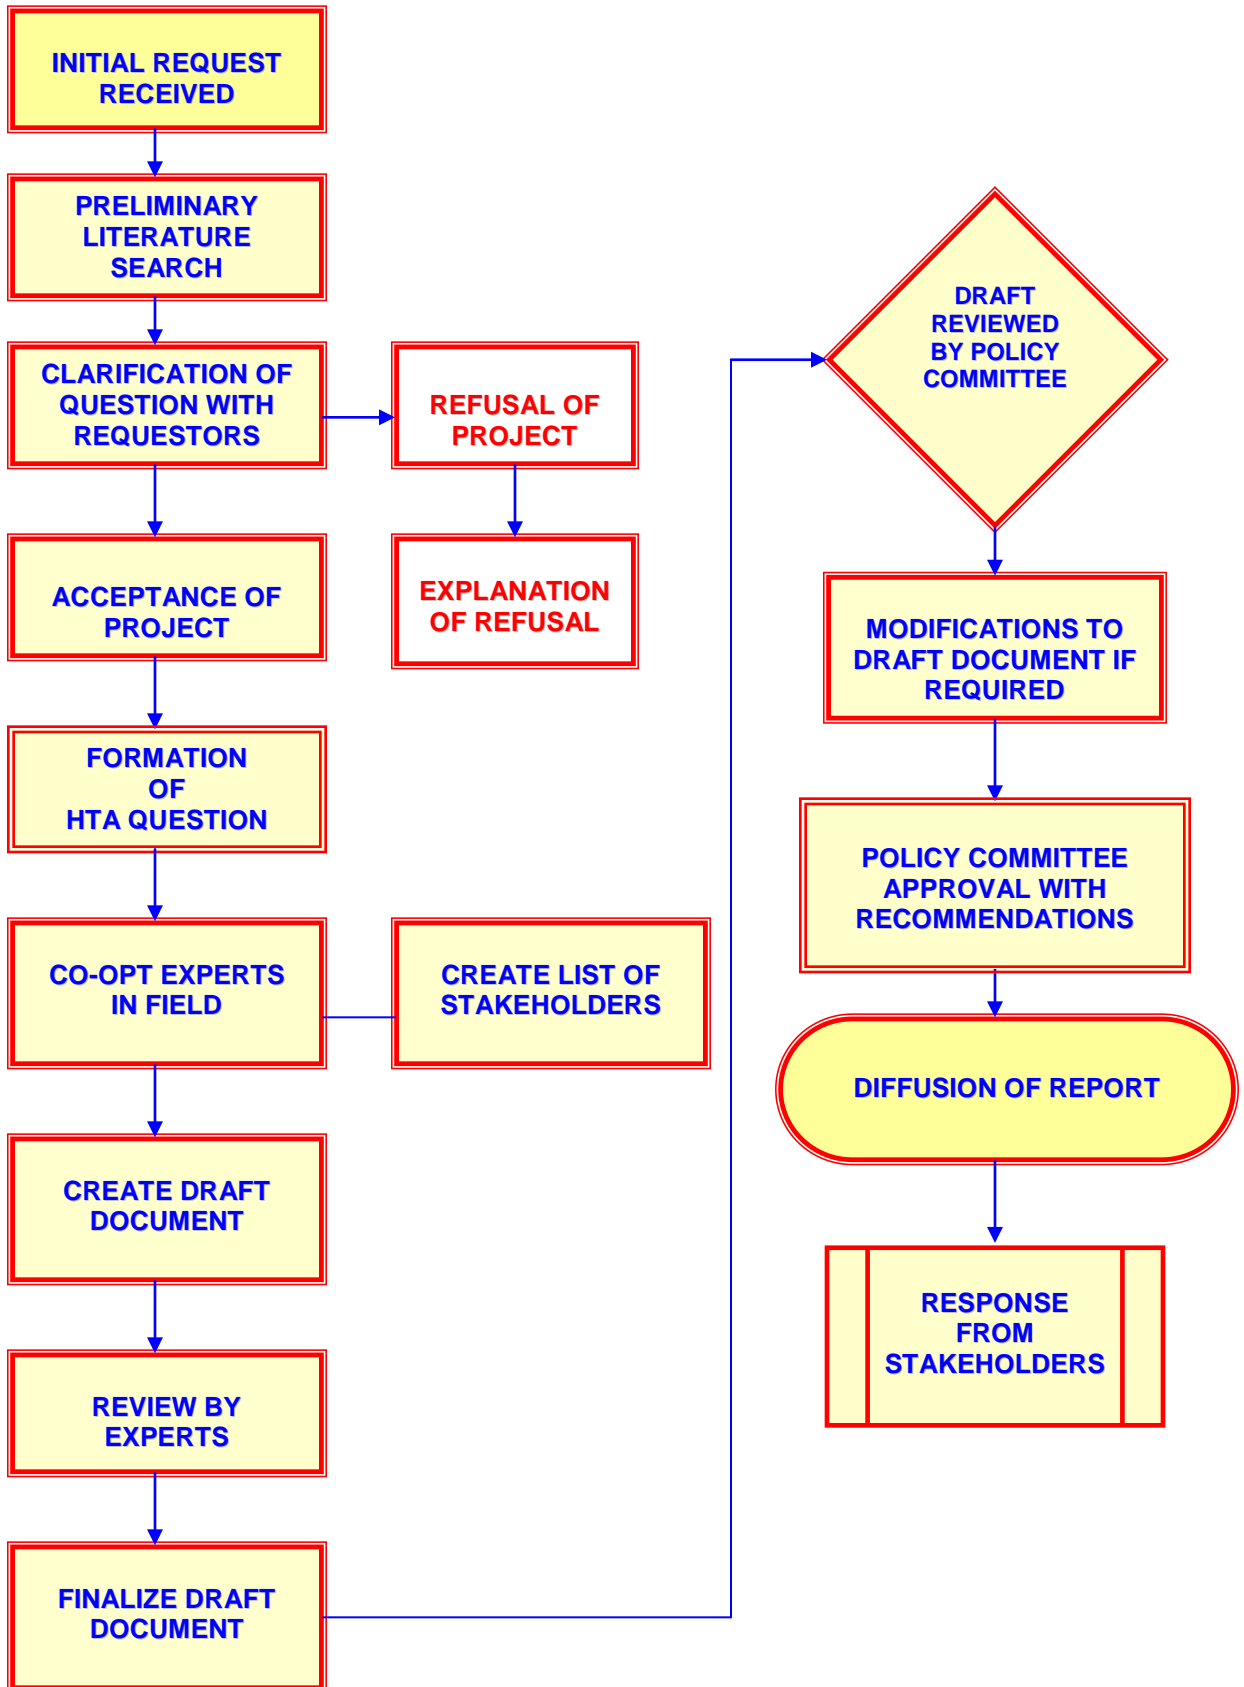 INITIAL REQUEST
RECEIVED
PRELIMINARY
LITERATURE
SEARCH
CLARIFICATION OF
QUESTION WITH
REQUESTORS
REFUSAL OF
PROJECT
ACCEPTANCE OF
PROJECT
EXPLANATION
OF REFUSAL
FORMATION
OF
HTA QUESTION
CO-OPT EXPERTS
IN FIELD
CREATE LIST OF
STAKEHOLDERS
CREATE DRAFT
DOCUMENT
REVIEW BY
EXPERTS
FINALIZE DRAFT
DOCUMENT
DRAFT
REVIEWED
BY POLICY
COMMITTEE
MODIFICATIONS TO
DRAFT DOCUMENT IF
REQUIRED
POLICY COMMITTEE
APPROVAL WITH
RECOMMENDATIONS
DIFFUSION OF REPORT
RESPONSE
FROM
STAKEHOLDERS